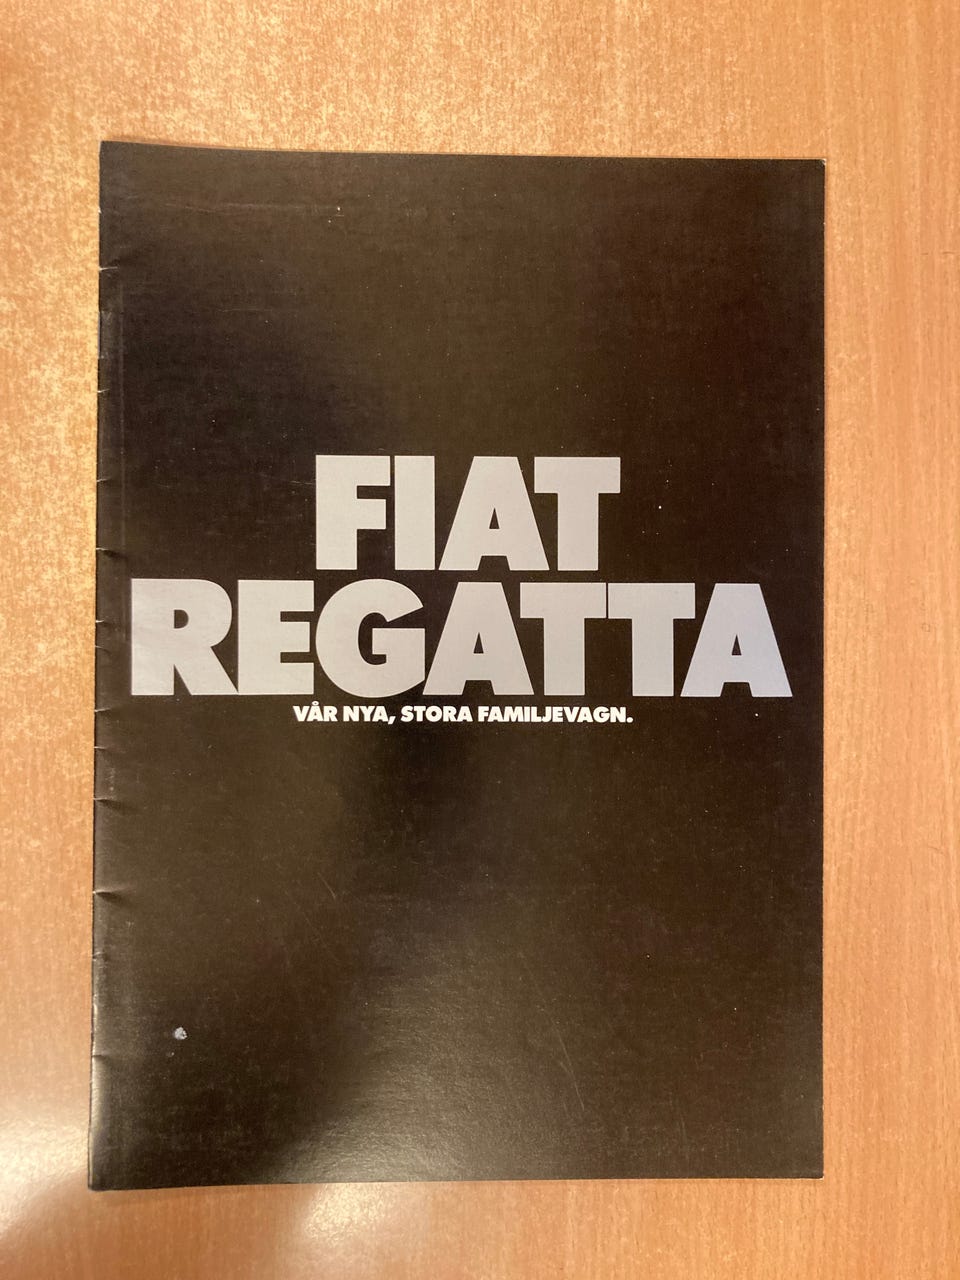 FIAT
REGATTA
VÅR NYA, STORA FAMILJEVAGN.